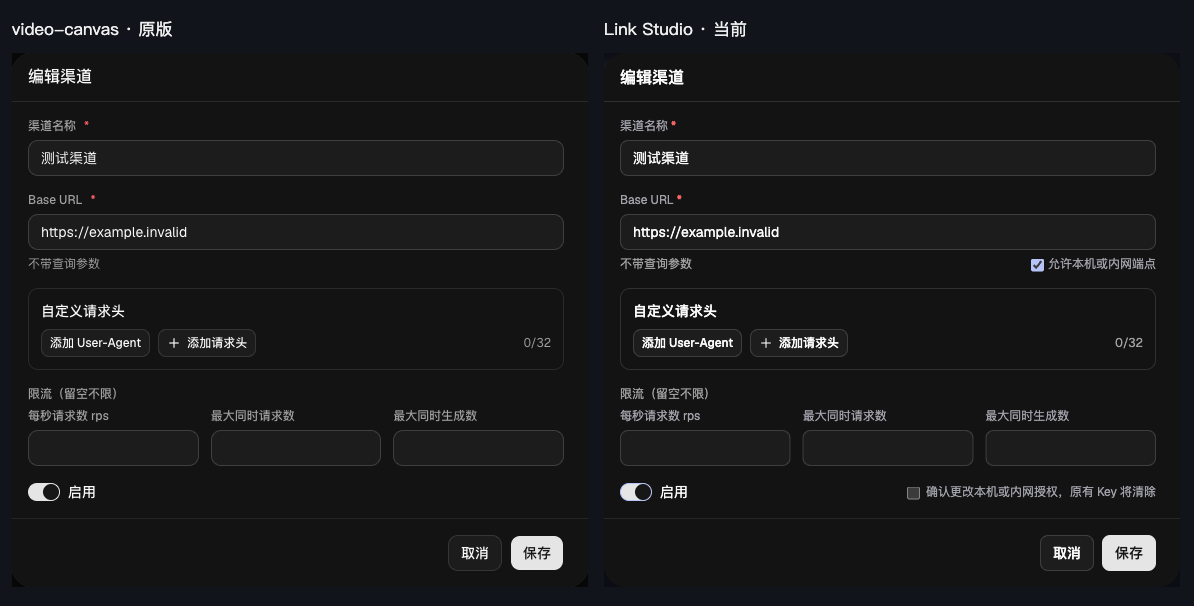 video-canvas · 原版
编辑渠道
渠道名称 *
测试渠道
Base URL *
https://example.invalid
不带查询参数
自定义请求头
添加 User-Agent
+ 添加请求头
0/32
限流（留空不限）
每秒请求数 rps
最大同时请求数
最大同时生成数
启用
取消
保存
Link Studio · 当前
编辑渠道
渠道名称 *
测试渠道
Base URL *
https://example.invalid
不带查询参数
允许本机或内网端点
自定义请求头
添加 User-Agent
+ 添加请求头
0/32
限流（留空不限）
每秒请求数 rps
最大同时请求数
最大同时生成数
启用
确认更改本机或内网授权，原有 Key 将清除
取消
保存